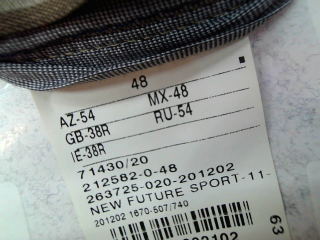 48
AZ-54 MX-48
GB-38R RU-54
IE-38R
71430/20
212582-0-48
263725-020-201202
NEW FUTURE SPORT-11-
201202 1670-507/740
63